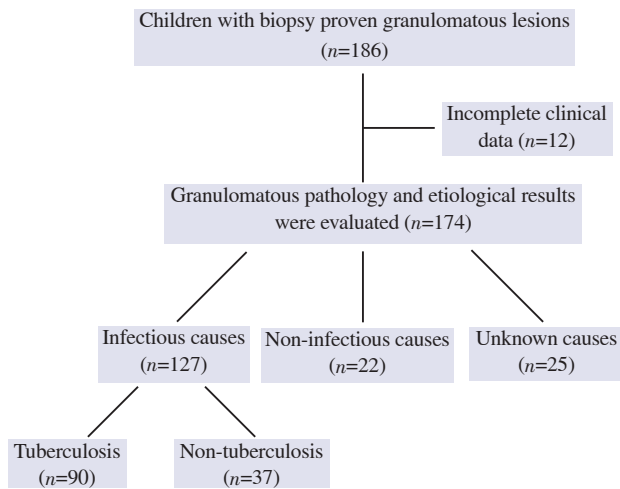 Children with biopsy proven granulomatous lesions
(n=186)
Incomplete clinical
data (n=12)
Granulomatous pathology and etiological results
were evaluated (n=174)
Infectious causes
(n=127)
Non-infectious causes
(n=22)
Unknown causes
(n=25)
Tuberculosis
(n=90)
Non-tuberculosis
(n=37)